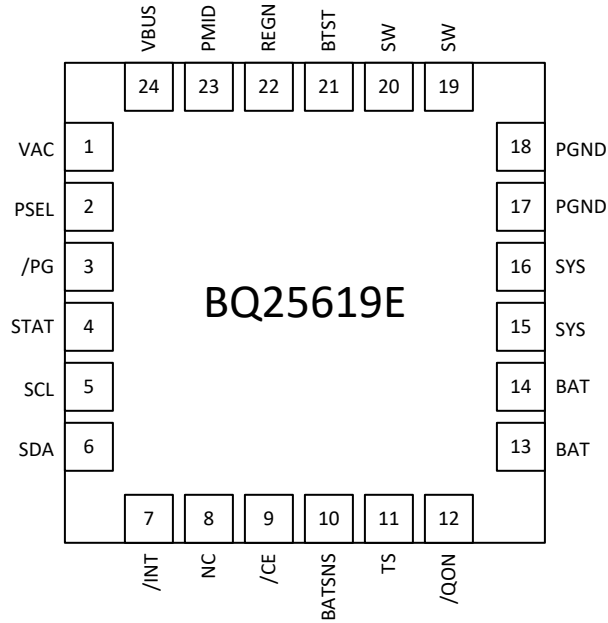 VBUS PMID REGN BTST SW SW
24 23 22 21 20 19
VAC 1 18 PGND
PSEL 2 17 PGND
/PG 3 16 SYS
BQ25619E
STAT 4 15 SYS
SCL 5 14 BAT
SDA 6 13 BAT
7 8 9 10 11 12
/INT NC /CE BATSNS TS /QON